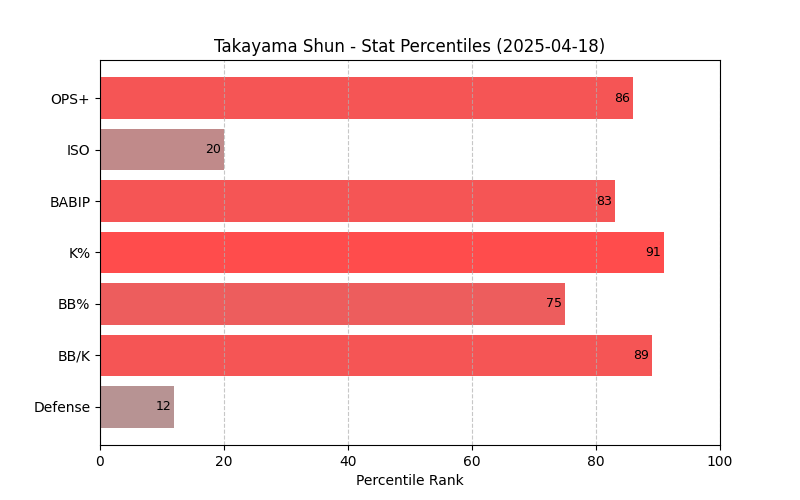 Takayama Shun - Stat Percentiles (2025-04-18)
OPS+ 86
ISO 20
BABIP 83
K% 91
BB% 75
BB/K 89
Defense 12
0 20 40 60 80 100
Percentile Rank